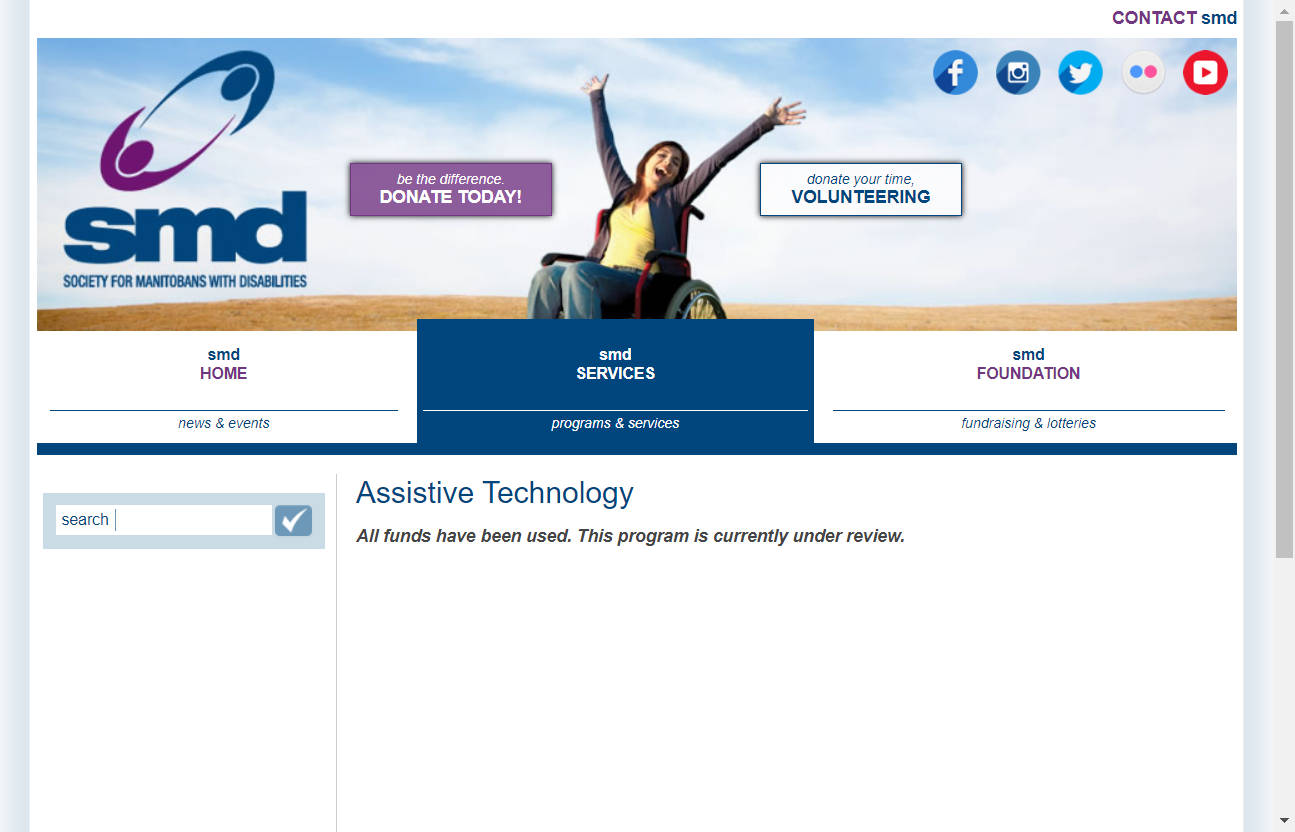 CONTACT smd
smd
SOCIETY FOR MANITOBANS WITH DISABILITIES
be the difference.
DONATE TODAY!
donate your time,
VOLUNTEERING
smd
HOME
news & events
smd
SERVICES
programs & services
smd
FOUNDATION
fundraising & lotteries
search
Assistive Technology
All funds have been used. This program is currently under review.